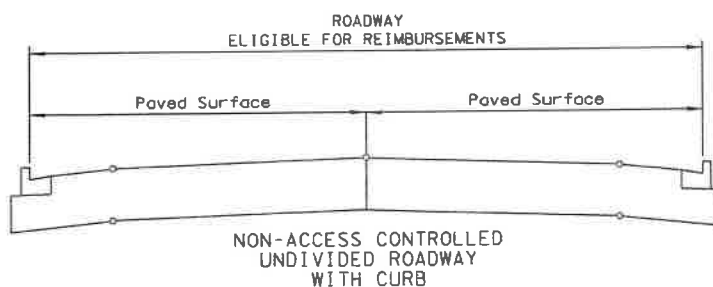 ROADWAY
ELIGIBLE FOR REIMBURSEMENTS
Paved Surface
Paved Surface
NON-ACCESS CONTROLLED
UNDIVIDED ROADWAY
WITH CURB